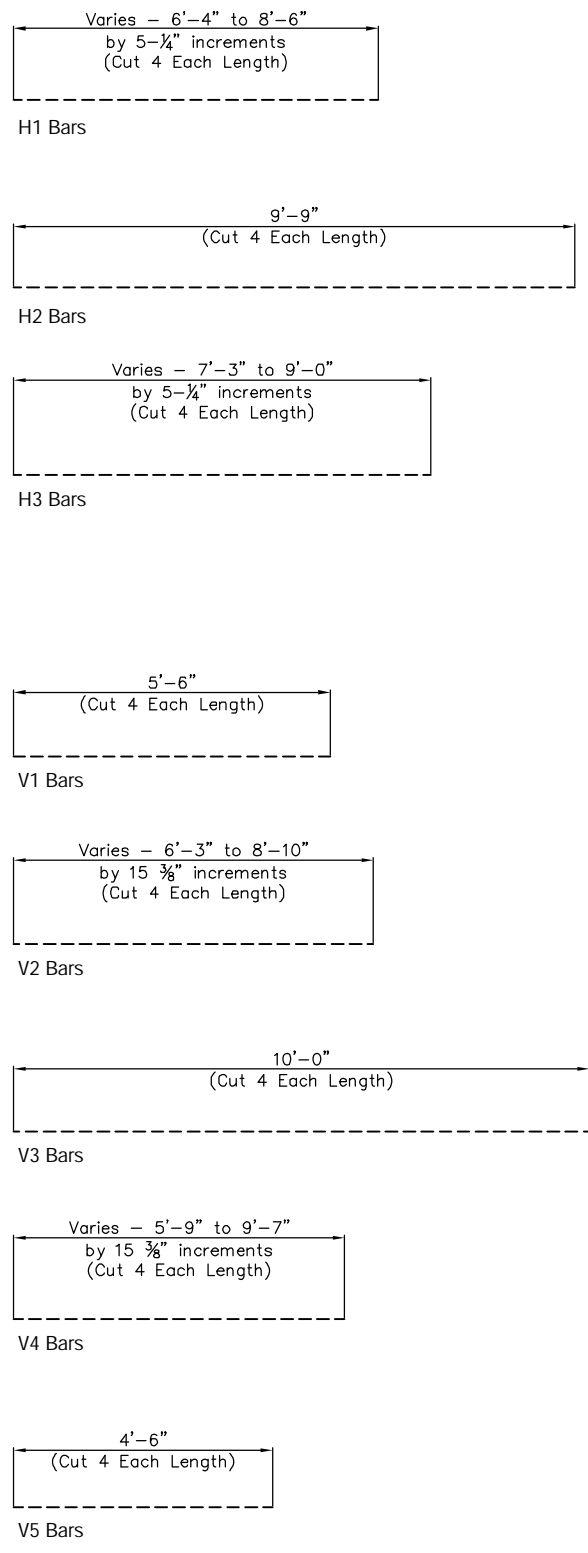 Varies – 6'–4" to 8'–6"
by 5–¼" increments
(Cut 4 Each Length)
H1 Bars
9'–9"
(Cut 4 Each Length)
H2 Bars
Varies – 7'–3" to 9'–0"
by 5–¼" increments
(Cut 4 Each Length)
H3 Bars
5'–6"
(Cut 4 Each Length)
V1 Bars
Varies – 6'–3" to 8'–10"
by 15 ⅜" increments
(Cut 4 Each Length)
V2 Bars
10'–0"
(Cut 4 Each Length)
V3 Bars
Varies – 5'–9" to 9'–7"
by 15 ⅜" increments
(Cut 4 Each Length)
V4 Bars
4'–6"
(Cut 4 Each Length)
V5 Bars